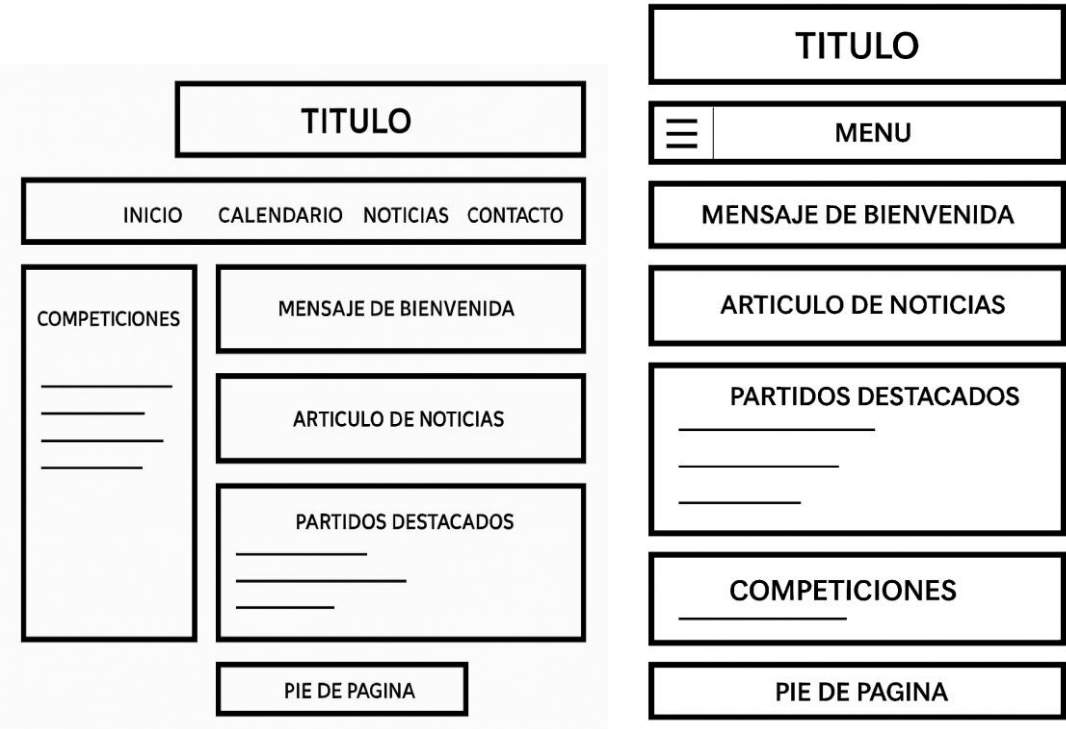 TITULO
INICIO CALENDARIO NOTICIAS CONTACTO
COMPETICIONES
MENSAJE DE BIENVENIDA
ARTICULO DE NOTICIAS
PARTIDOS DESTACADOS
PIE DE PAGINA
TITULO
MENU
MENSAJE DE BIENVENIDA
ARTICULO DE NOTICIAS
PARTIDOS DESTACADOS
COMPETICIONES
PIE DE PAGINA